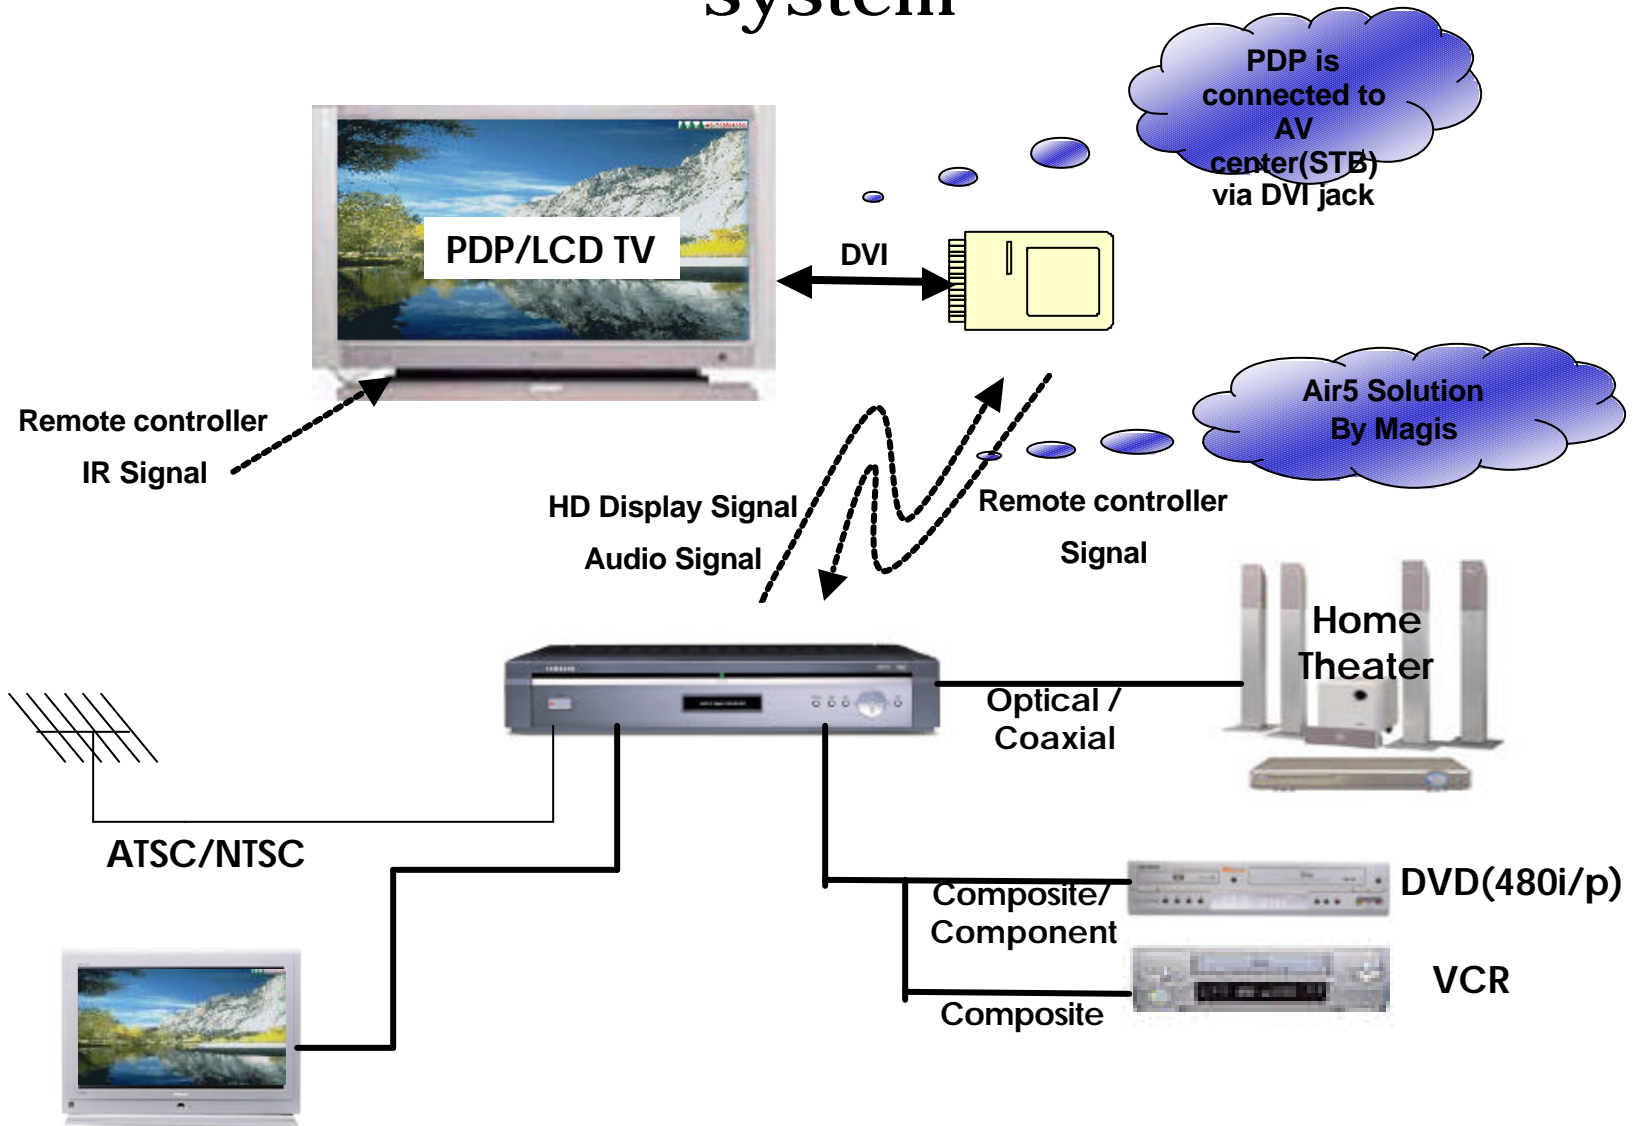 system
PDP is
connected to
AV
center(STB)
via DVI jack
PDP/LCD TV
DVI
Air5 Solution
By Magis
Remote controller
IR Signal
HD Display Signal
Audio Signal
Remote controller
Signal
Home
Theater
Optical /
Coaxial
ATSC/NTSC
Composite/
Component
DVD(480i/p)
VCR
Composite